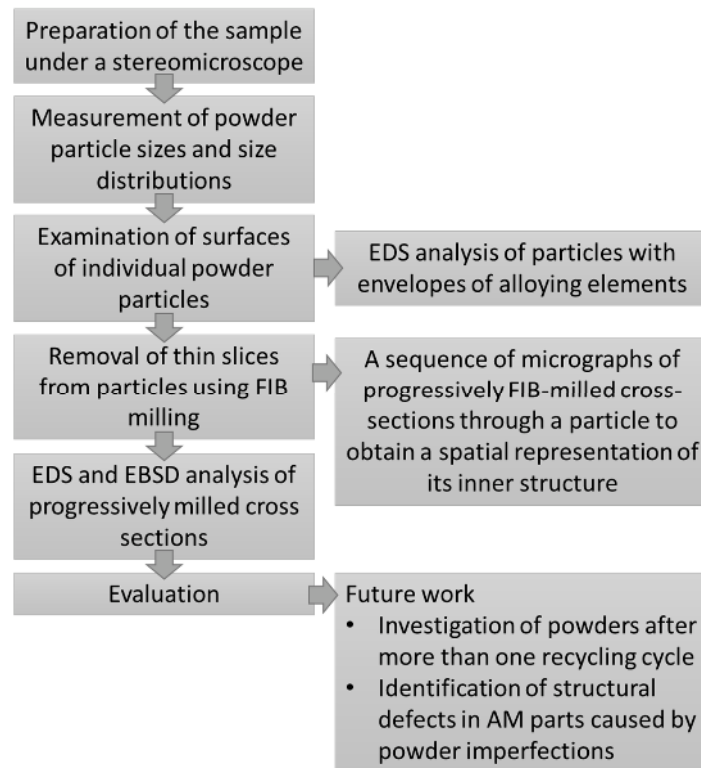 Preparation of the sample
under a stereomicroscope
Measurement of powder
particle sizes and size
distributions
Examination of surfaces
of individual powder
particles
EDS analysis of particles with
envelopes of alloying elements
Removal of thin slices
from particles using FIB
milling
A sequence of micrographs of
progressively FIB-milled cross-
sections through a particle to
obtain a spatial representation of
its inner structure
EDS and EBSD analysis of
progressively milled cross
sections
Evaluation
Future work
• Investigation of powders after
more than one recycling cycle
• Identification of structural
defects in AM parts caused by
powder imperfections